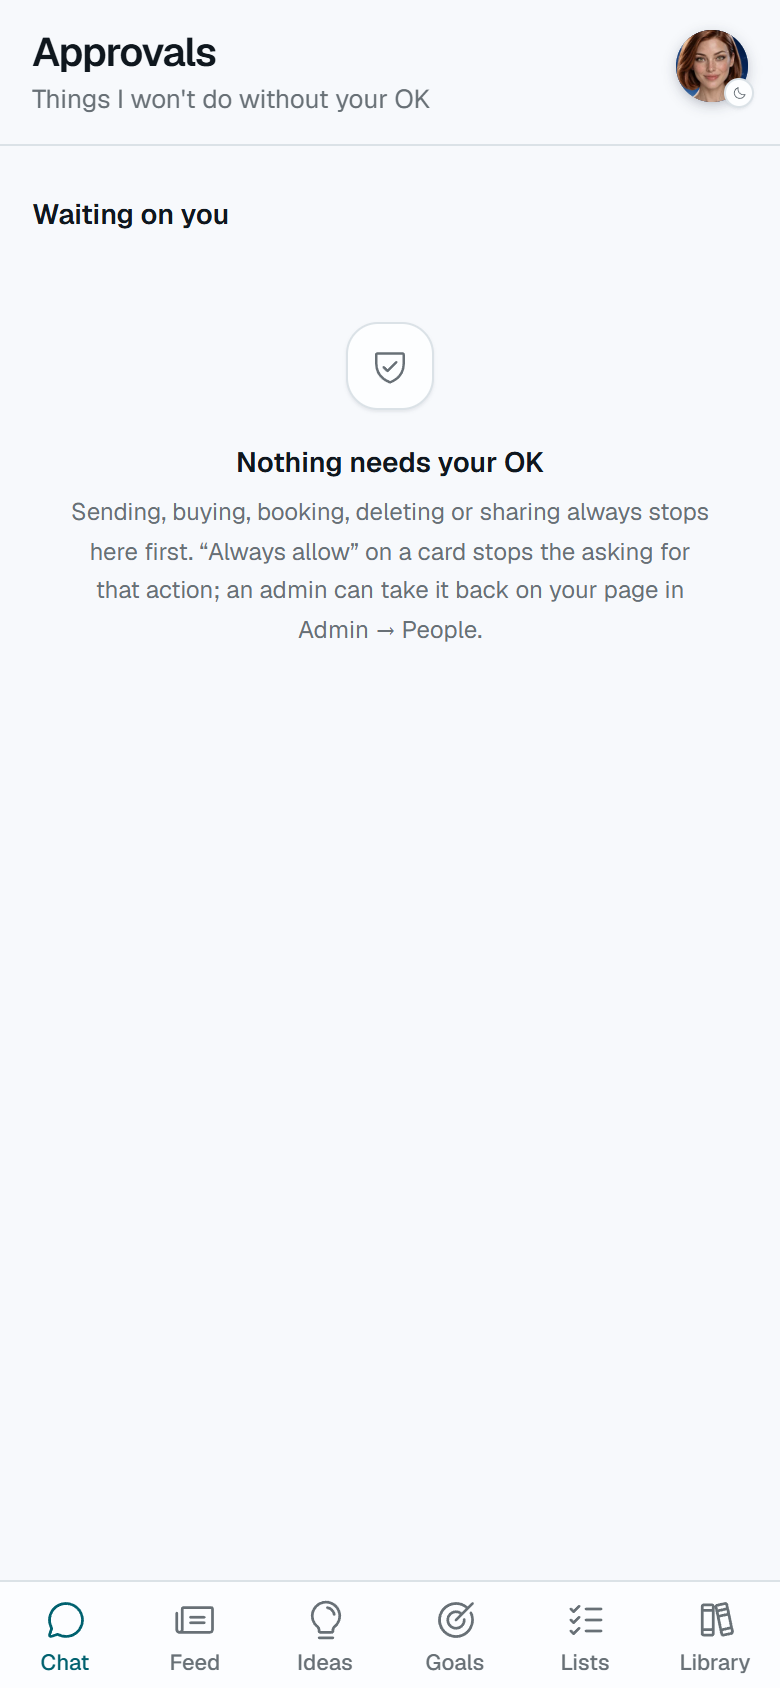 Approvals
Things I won't do without your OK
Waiting on you
Nothing needs your OK
Sending, buying, booking, deleting or sharing always stops
here first. “Always allow” on a card stops the asking for
that action; an admin can take it back on your page in
Admin → People.
Chat
Feed
Ideas
Goals
Lists
Library